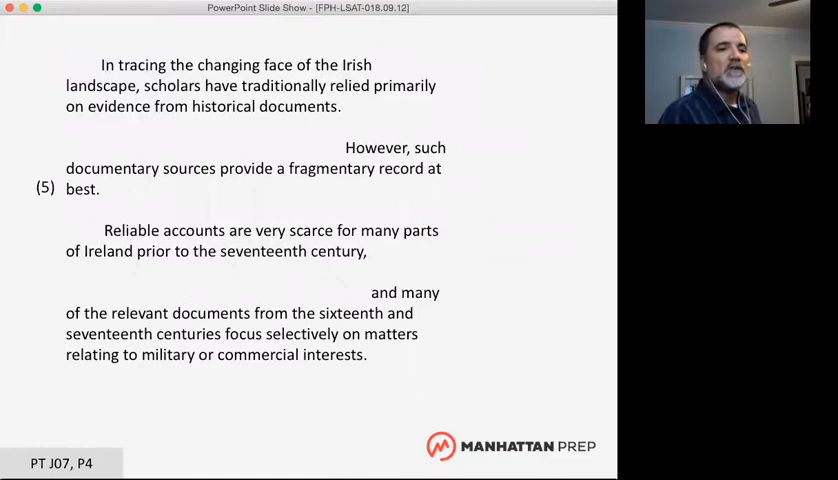 PowerPoint Slide Show - [FPH-LSAT-018.09.12]
In tracing the changing face of the Irish
landscape, scholars have traditionally relied primarily
on evidence from historical documents.
However, such
documentary sources provide a fragmentary record at
(5) best.
Reliable accounts are very scarce for many parts
of Ireland prior to the seventeenth century,
and many
of the relevant documents from the sixteenth and
seventeenth centuries focus selectively on matters
relating to military or commercial interests.
MANHATTAN PREP
PT J07, P4